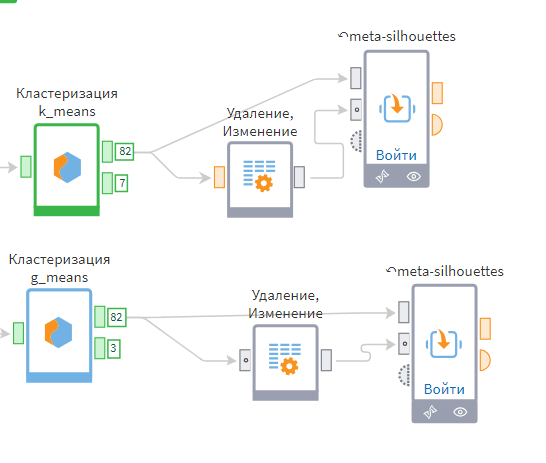 ↶meta-silhouettes
Кластеризация
k_means
Удаление,
Изменение
82
7
Войти
Кластеризация
g_means
↶meta-silhouettes
Удаление,
Изменение
82
3
Войти